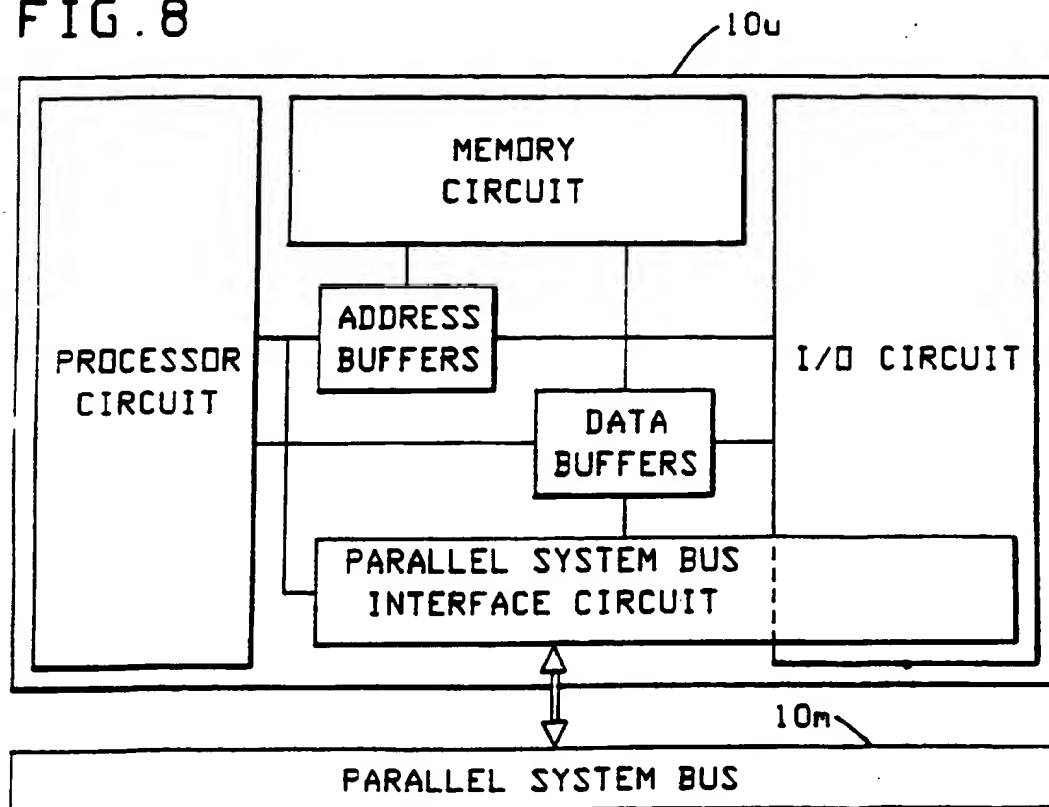 FIG. 8
10u
MEMORY
CIRCUIT
ADDRESS
BUFFERS
PROCESSOR
CIRCUIT
I/O CIRCUIT
DATA
BUFFERS
PARALLEL SYSTEM BUS
INTERFACE CIRCUIT
10m
PARALLEL SYSTEM BUS